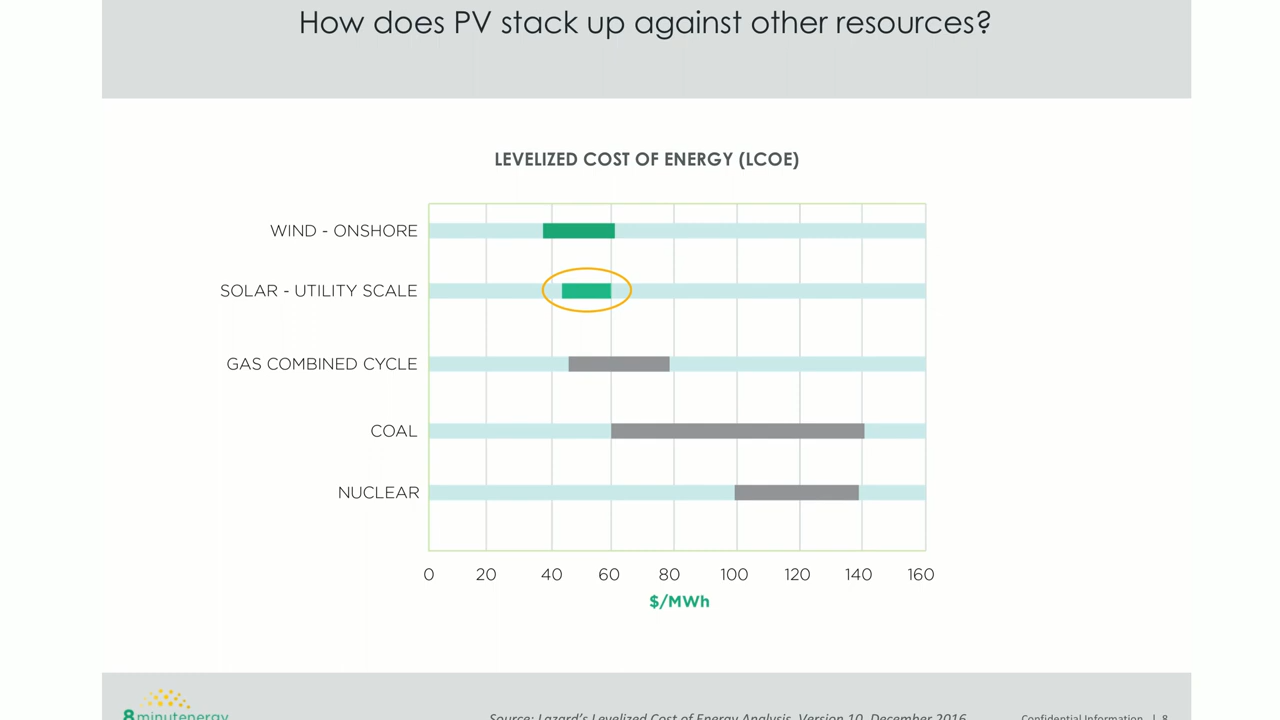 How does PV stack up against other resources?
LEVELIZED COST OF ENERGY (LCOE)
WIND - ONSHORE
SOLAR - UTILITY SCALE
GAS COMBINED CYCLE
COAL
NUCLEAR
0 20 40 60 80 100 120 140 160
$/MWh
8minutenergy
Source: Lazard's Levelized Cost of Energy Analysis, Version 10, December 2016
Confidential Information | 8